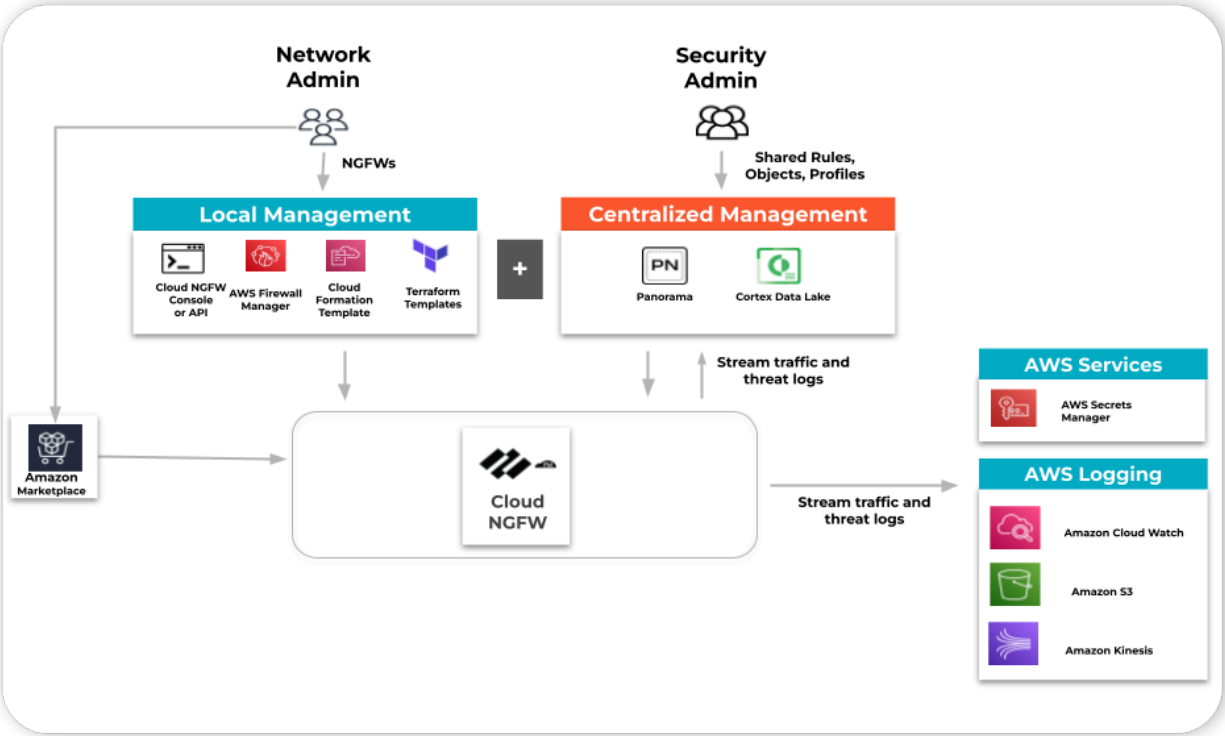 Network
Admin
Security
Admin
NGFWs
Shared Rules,
Objects, Profiles
Local Management
Cloud NGFW
Console
or API
AWS Firewall
Manager
Cloud
Formation
Template
Terraform
Templates
+
Centralized Management
PN
Panorama
Cortex Data Lake
Stream traffic and
threat logs
Amazon
Marketplace
Cloud
NGFW
Stream traffic and
threat logs
AWS Services
AWS Secrets
Manager
AWS Logging
Amazon Cloud Watch
Amazon S3
Amazon Kinesis